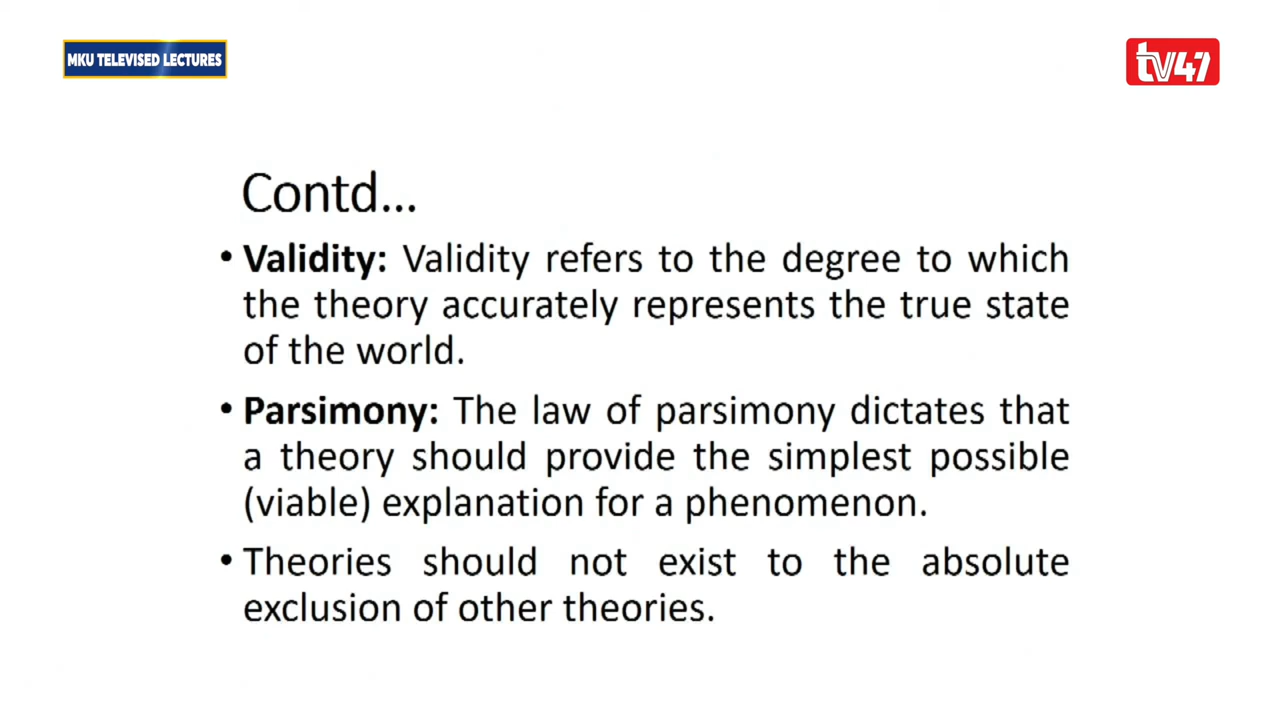 MKU TELEVISED LECTURES
tv47
Contd...
• Validity: Validity refers to the degree to which
the theory accurately represents the true state
of the world.
• Parsimony: The law of parsimony dictates that
a theory should provide the simplest possible
(viable) explanation for a phenomenon.
• Theories should not exist to the absolute
exclusion of other theories.